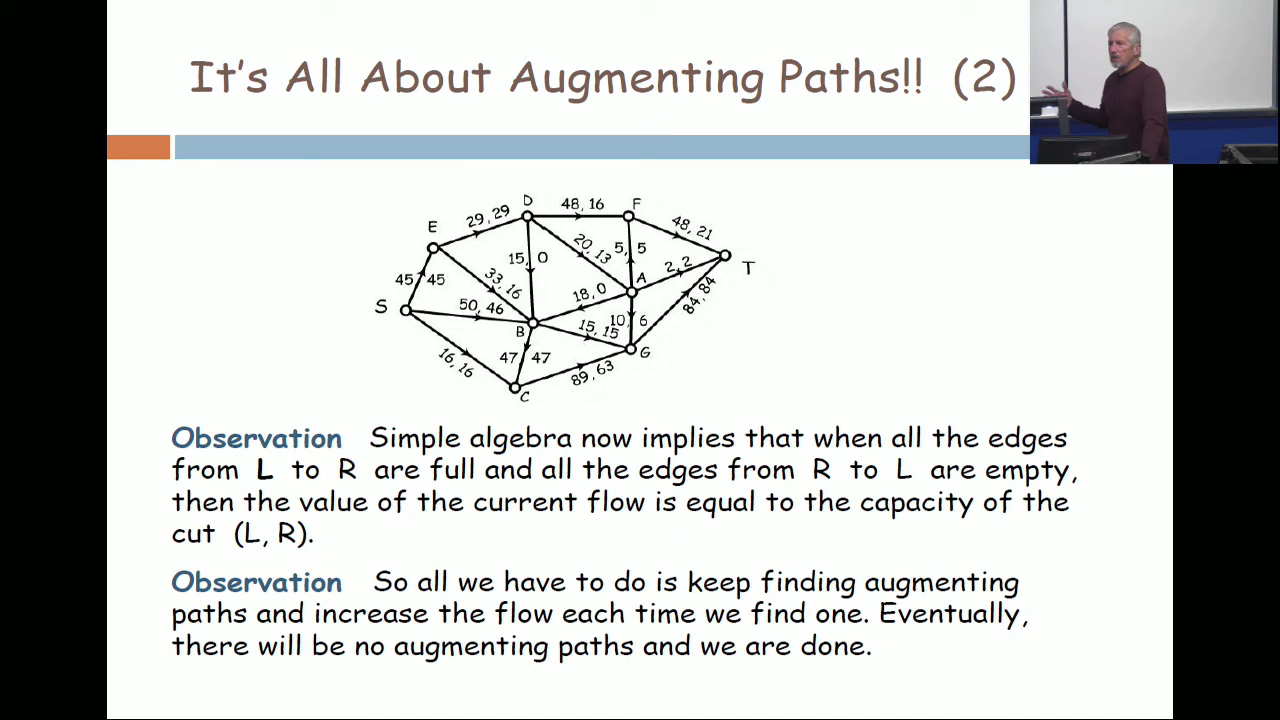 It's All About Augmenting Paths!! (2)
D
48, 16
F
29, 29
48, 21
E
20, 13
5, 5
15, 0
2, 2
T
A
45 45
33, 16
18, 0
84, 84
S
50, 46
10, 6
B
15, 15
G
16, 16
47 47
89, 63
C
Observation Simple algebra now implies that when all the edges
from L to R are full and all the edges from R to L are empty,
then the value of the current flow is equal to the capacity of the
cut (L, R).
Observation So all we have to do is keep finding augmenting
paths and increase the flow each time we find one. Eventually,
there will be no augmenting paths and we are done.